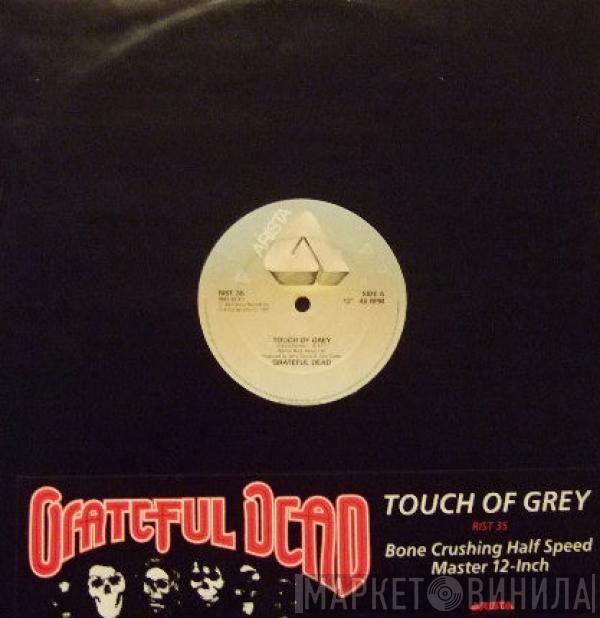 ARISTA
RIST 35
SIDE A
12" 45 RPM
TOUCH OF GREY
GRATEFUL DEAD
GRATEFUL DEAD
TOUCH OF GREY
RIST 35
Bone Crushing Half Speed
Master 12-Inch
ARISTA
МАРКЕТ ВИНИЛА